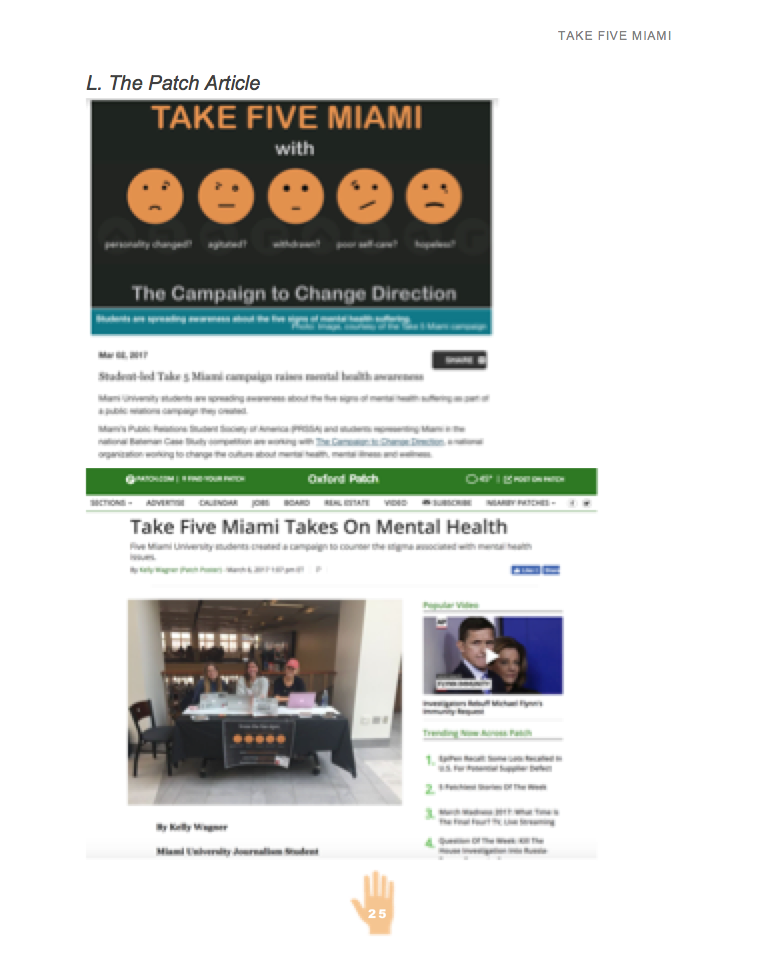 TAKE FIVE MIAMI
L. The Patch Article
TAKE FIVE MIAMI
with
personality changed? agitated? withdrawn? poor self-care? hopeless?
The Campaign to Change Direction
Students are spreading awareness about the five signs of mental health suffering.
Photo: Image, courtesy of the Take 5 Miami campaign
Mar 02, 2017
SHARE
Student-led Take 5 Miami campaign raises mental health awareness
Miami University students are spreading awareness about the five signs of mental health suffering as part of
a public relations campaign they created.
Miami's Public Relations Student Society of America (PRSSA) and students representing Miami in the
national Bateman Case Study competition are working with The Campaign to Change Direction, a national
organization working to change the culture about mental health, mental illness and wellness.
PATCH.COM | FIND YOUR PATCH Oxford Patch 45° | POST ON PATCH
SECTIONS ADVERTISE CALENDAR JOBS BOARD REAL ESTATE VIDEO SUBSCRIBE NEARBY PATCHES
Take Five Miami Takes On Mental Health
Five Miami University students created a campaign to counter the stigma associated with mental health
issues.
By Kelly Wagner (Patch Poster) - March 6, 2017 1:07 pm ET
Like Share
Popular Video
AP
FLYNN IMMUNITY
Investigators Rebuff Michael Flynn's
Immunity Request
Trending Now Across Patch
1. EpiPen Recall: Some Lots Recalled In
U.S. For Potential Supplier Defect
2. 5 Patchiest Stories Of The Week
3. March Madness 2017: What Time Is
The Final Four? TV, Live Streaming
4. Question Of The Week: Kill The
House Investigation Into Russia-
By Kelly Wagner
Miami University Journalism Student
25